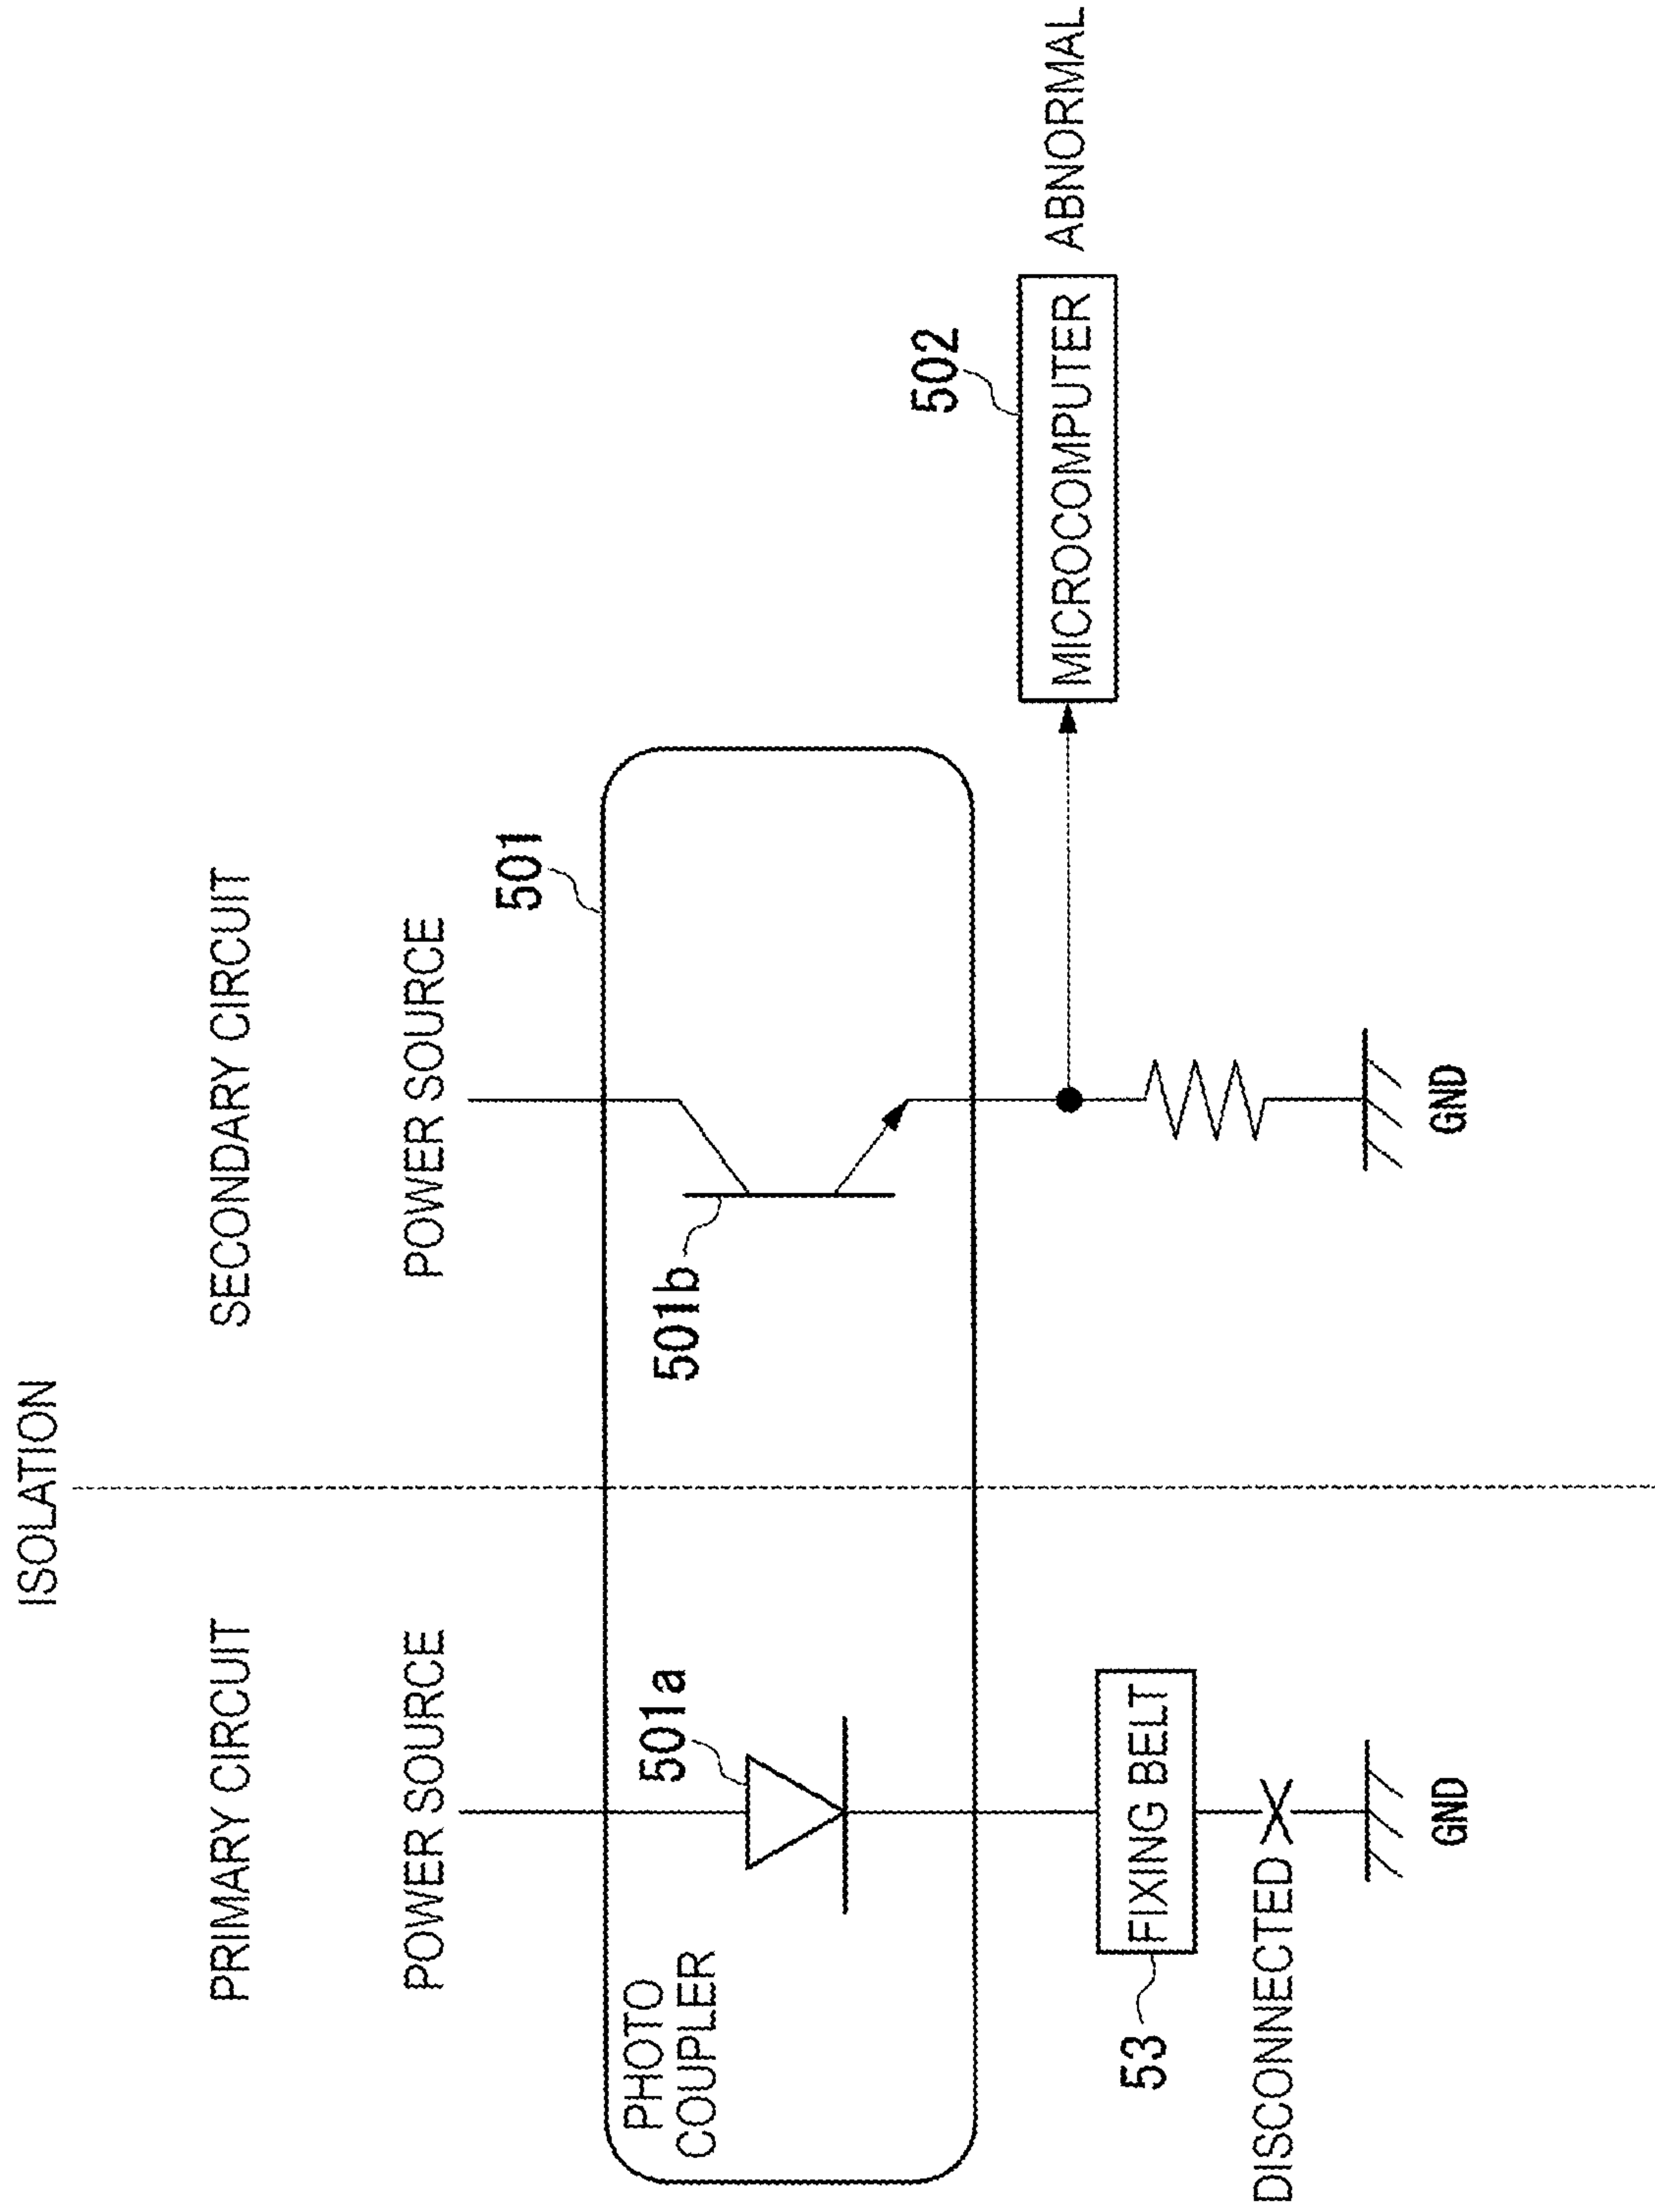 ISOLATION
PRIMARY CIRCUIT
SECONDARY CIRCUIT
POWER SOURCE
POWER SOURCE
501
PHOTO
COUPLER
501a
501b
502
MICROCOMPUTER
ABNORMAL
53
FIXING BELT
DISCONNECTED
GND
GND